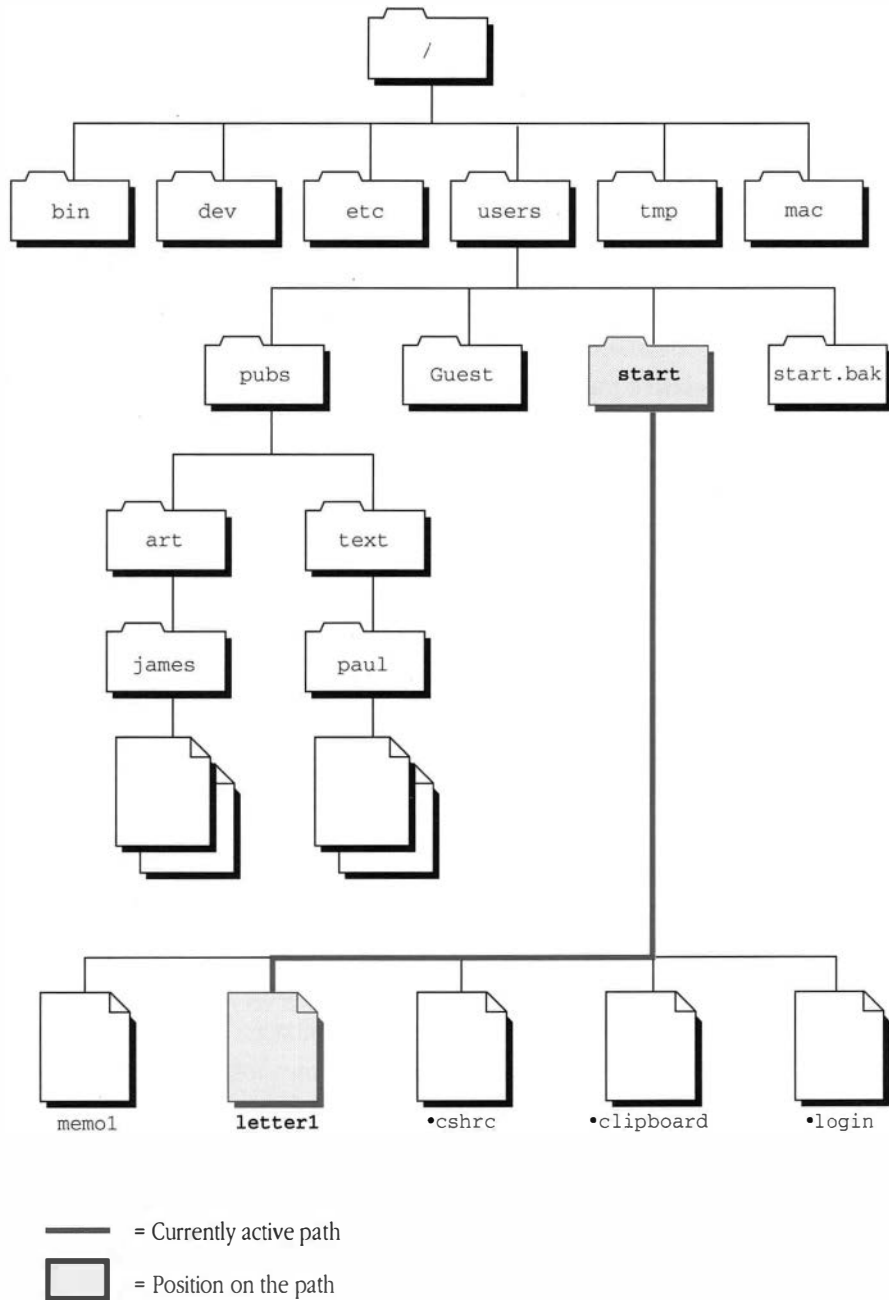 /
bin dev etc users tmp mac
pubs Guest start start.bak
art text
james paul
memo1 letter1 •cshrc •clipboard •login
= Currently active path
= Position on the path